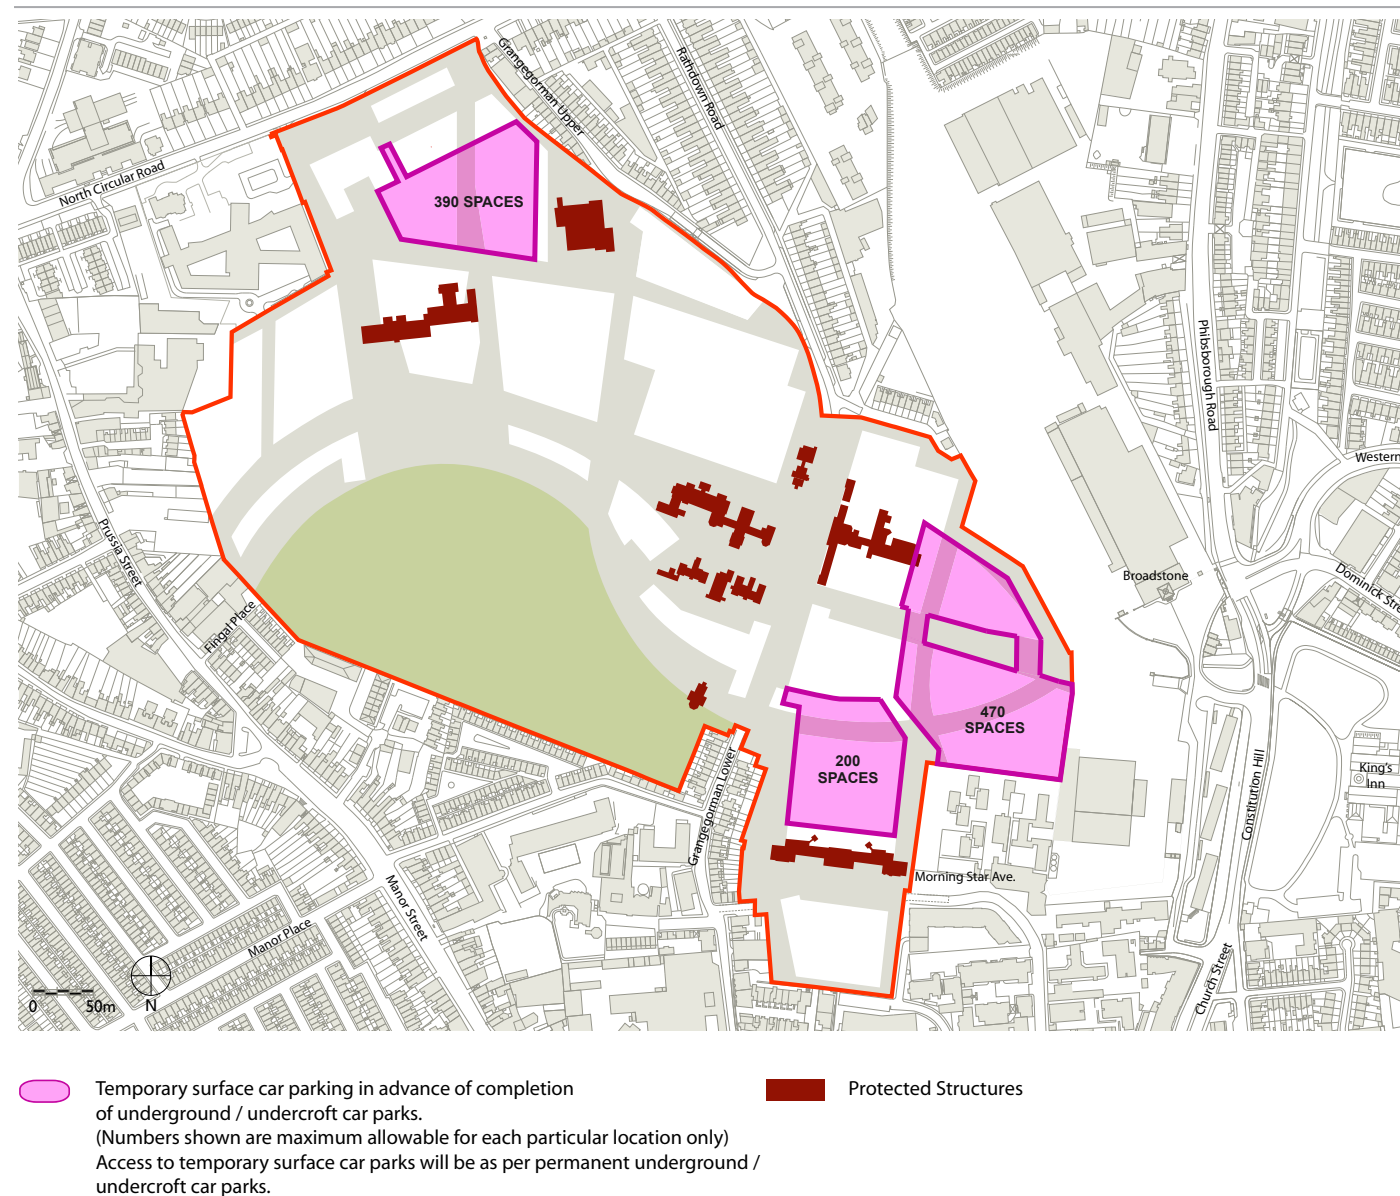 Grangegorman Upper
Rathdown Road
North Circular Road
390 SPACES
Phibsborough Road
Western
Prussia Street
Fingal Place
Broadstone
Dominick Stre
470
SPACES
200
SPACES
Grangegorman Lower
Constitution Hill
King's
Inn
Morning Star Ave.
Manor Street
Manor Place
Church Street
0 50m
N
Temporary surface car parking in advance of completion
of underground / undercroft car parks.
(Numbers shown are maximum allowable for each particular location only)
Access to temporary surface car parks will be as per permanent underground /
undercroft car parks.
Protected Structures